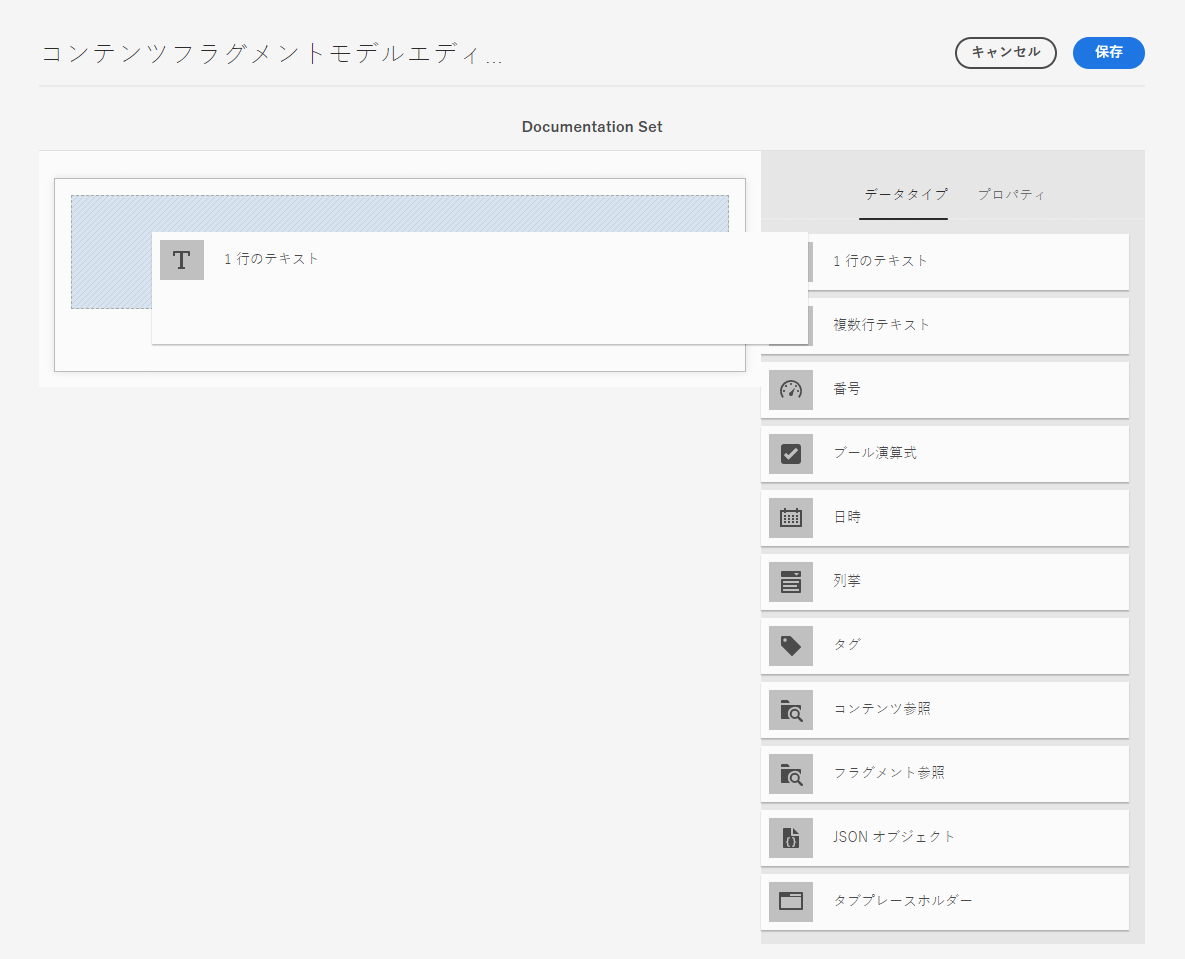 コンテンツフラグメントモデルエディ...
キャンセル
保存
Documentation Set
データタイプ
プロパティ
1 行のテキスト
1 行のテキスト
複数行テキスト
番号
ブール演算式
日時
列挙
タグ
コンテンツ参照
フラグメント参照
JSON オブジェクト
タブプレースホルダー